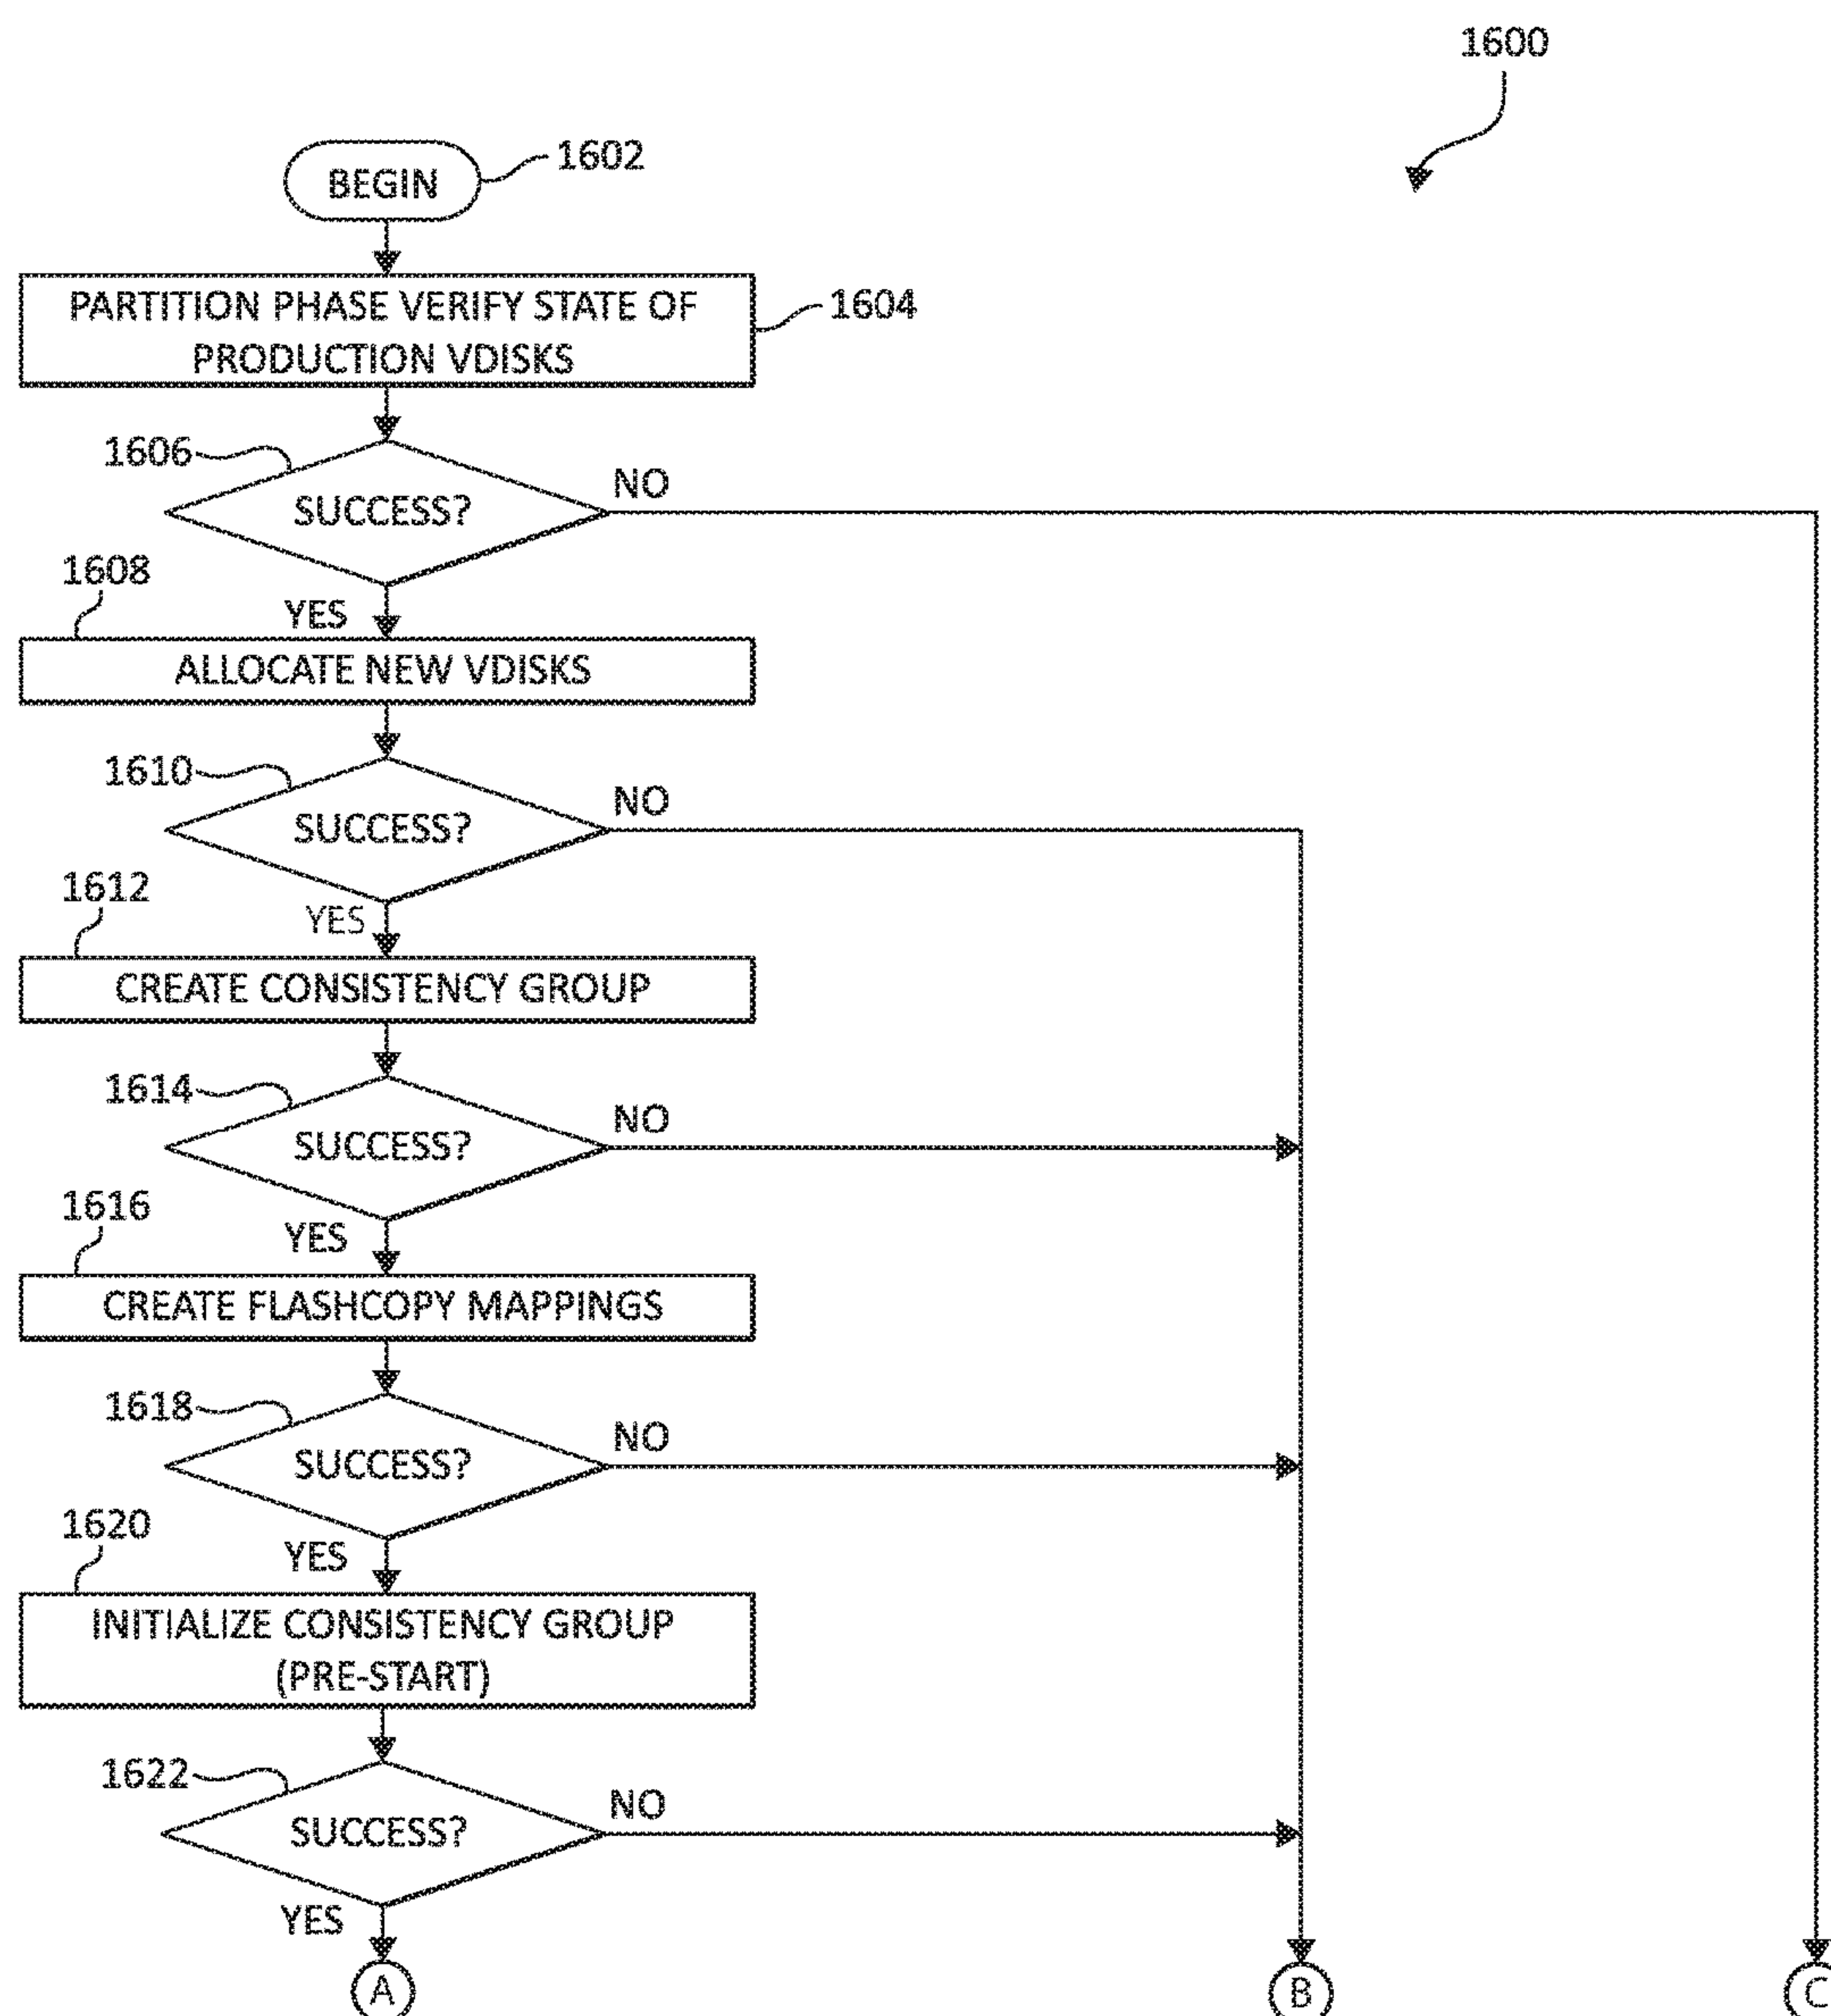 1600
BEGIN
1602
PARTITION PHASE VERIFY STATE OF
PRODUCTION VDISKS
1604
1606
SUCCESS?
NO
1608
YES
ALLOCATE NEW VDISKS
1610
SUCCESS?
NO
1612
YES
CREATE CONSISTENCY GROUP
1614
SUCCESS?
NO
1616
YES
CREATE FLASHCOPY MAPPINGS
1618
SUCCESS?
NO
1620
YES
INITIALIZE CONSISTENCY GROUP
(PRE-START)
1622
SUCCESS?
NO
YES
A
B
C